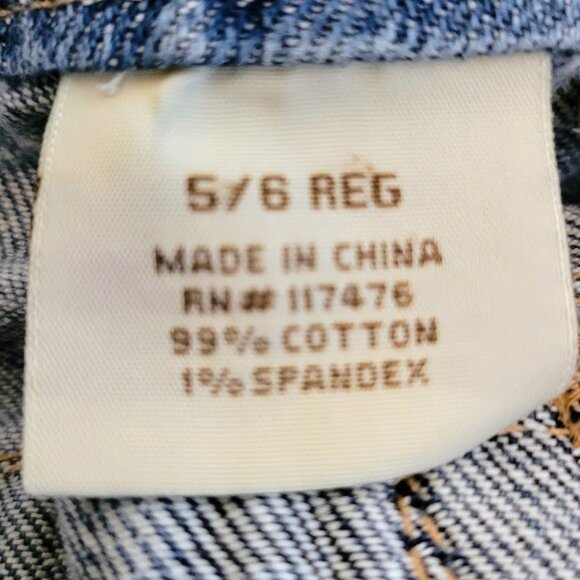 5/6 REG
MADE IN CHINA
RN# 117476
99% COTTON
1% SPANDEX